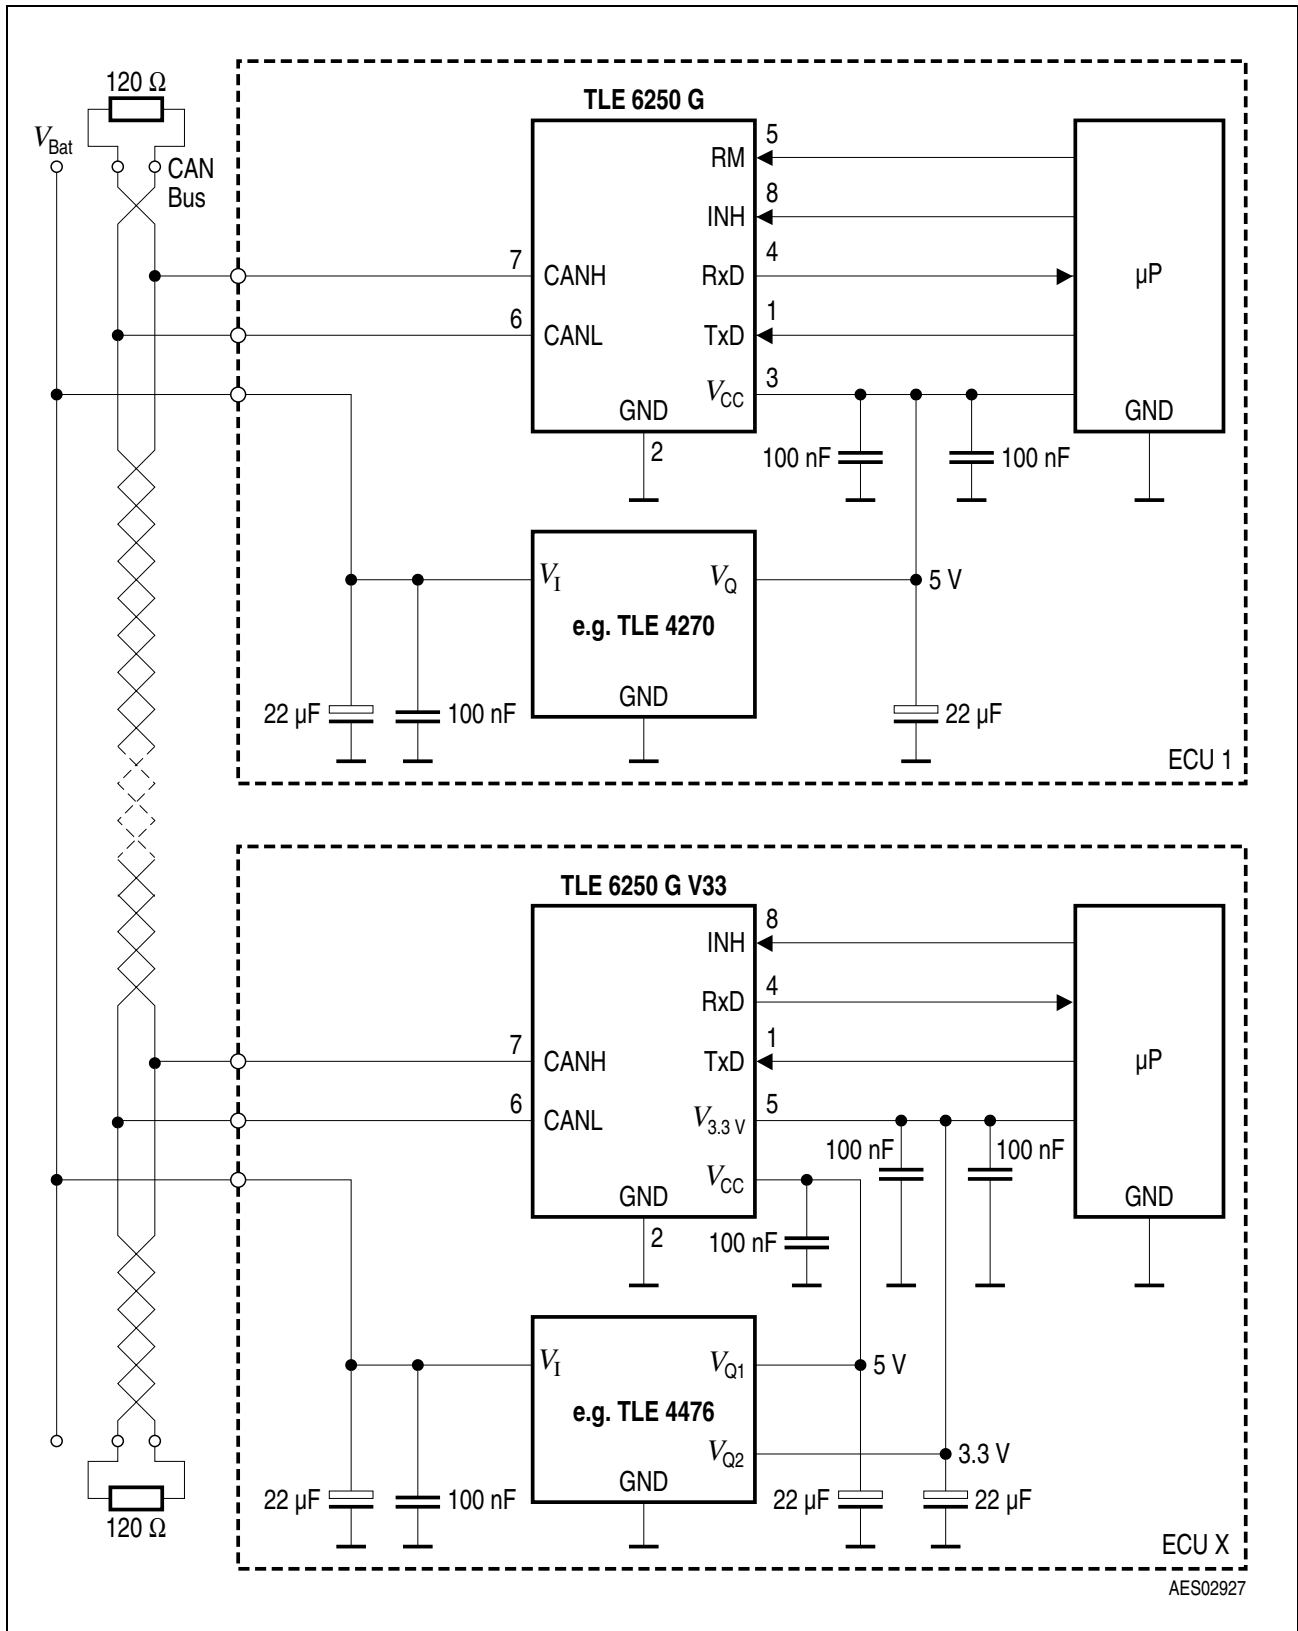 120 Ω
V_Bat
CAN
Bus
TLE 6250 G
RM
5
INH
8
7
CANH
RxD
4
6
CANL
TxD
1
V_CC
3
GND
2
µP
GND
100 nF
100 nF
V_I
V_Q
5 V
e.g. TLE 4270
GND
22 µF
100 nF
22 µF
ECU 1
TLE 6250 G V33
INH
8
RxD
4
7
CANH
TxD
1
6
CANL
V_3.3 V
5
V_CC
GND
2
µP
GND
100 nF
100 nF
100 nF
V_I
V_Q1
5 V
e.g. TLE 4476
V_Q2
3.3 V
GND
22 µF
100 nF
22 µF
22 µF
120 Ω
ECU X
AES02927